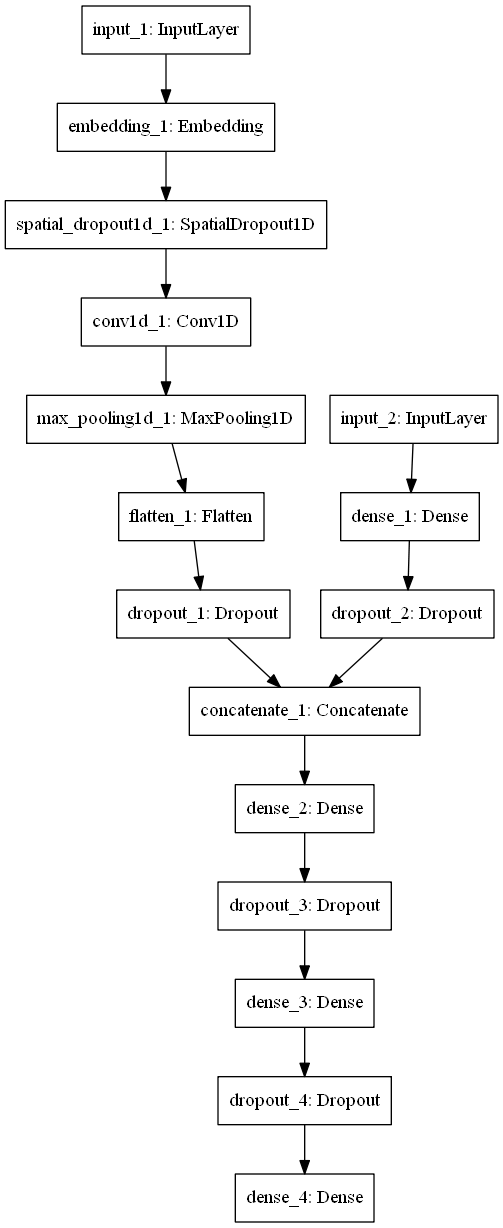 input_1: InputLayer
embedding_1: Embedding
spatial_dropout1d_1: SpatialDropout1D
conv1d_1: Conv1D
max_pooling1d_1: MaxPooling1D
input_2: InputLayer
flatten_1: Flatten
dense_1: Dense
dropout_1: Dropout
dropout_2: Dropout
concatenate_1: Concatenate
dense_2: Dense
dropout_3: Dropout
dense_3: Dense
dropout_4: Dropout
dense_4: Dense